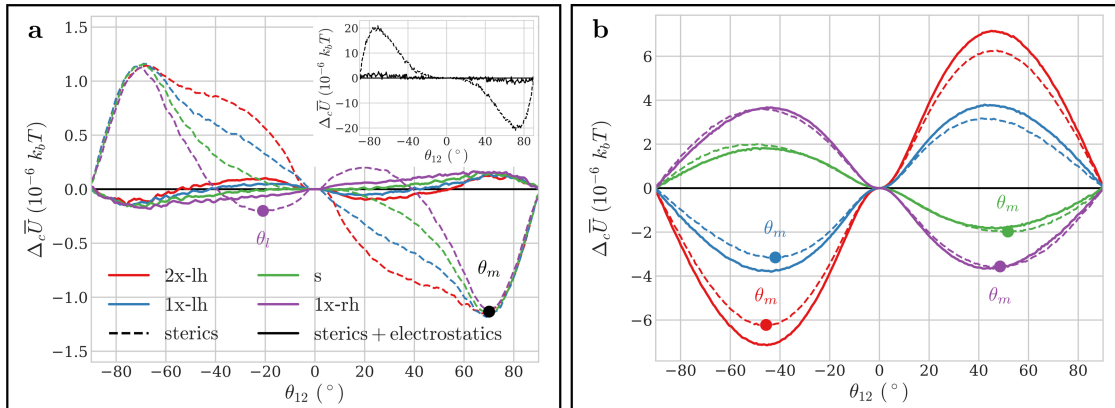 a
1.5
1.0
0.5
0.0
−0.5
−1.0
−1.5
Δ_c U̅ (10⁻⁶ k_bT)
−80 −60 −40 −20 0 20 40 60 80
θ₁₂ (°)
20
10
0
−10
−20
Δ_c U̅ (10⁻⁶ k_bT)
−80 −40 0 40 80
θ₁₂ (°)
θ_l
θ_m
2x-lh
s
1x-lh
1x-rh
sterics
sterics + electrostatics
b
6
4
2
0
−2
−4
−6
Δ_c U̅ (10⁻⁶ k_bT)
θ_m
θ_m
θ_m
θ_m
−80 −60 −40 −20 0 20 40 60 80
θ₁₂ (°)